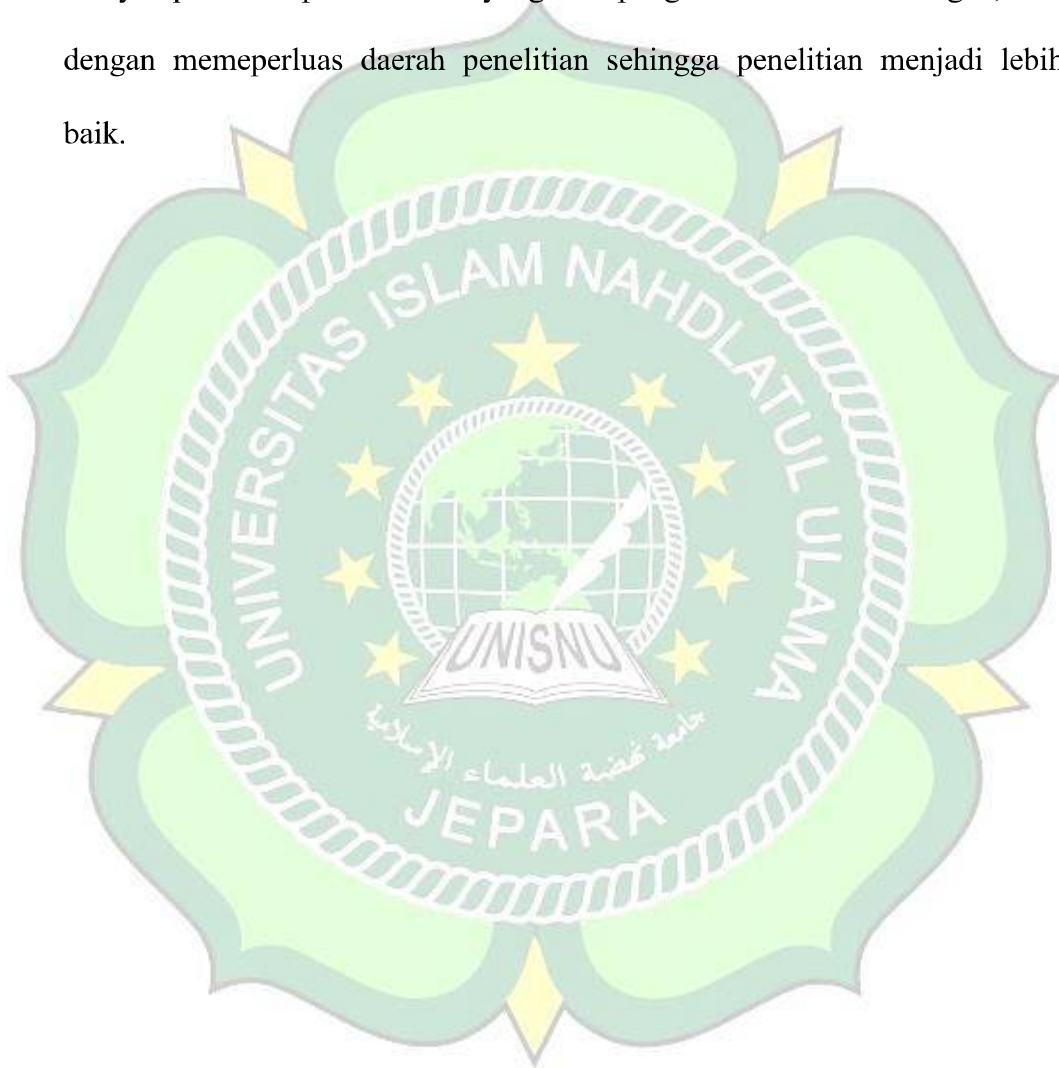 dengan memeperluas daerah penelitian sehingga penelitian menjadi lebih
baik.
UNIVERSITAS ISLAM NAHDLATUL ULAMA
UNISNU
جامعة نهضة العلماء الإسلامية
JEPARA